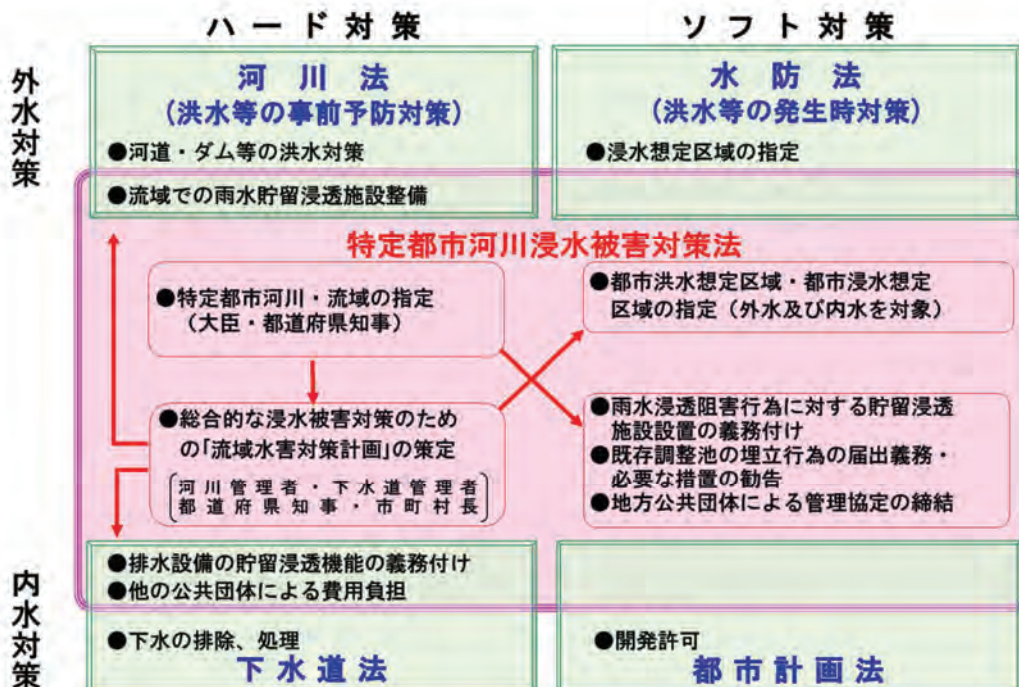 ハード対策
ソフト対策
外水対策
河川法
(洪水等の事前予防対策)
●河道・ダム等の洪水対策
●流域での雨水貯留浸透施設整備
水防法
(洪水等の発生時対策)
●浸水想定区域の指定
特定都市河川浸水被害対策法
●特定都市河川・流域の指定
(大臣・都道府県知事)
●都市洪水想定区域・都市浸水想定
区域の指定(外水及び内水を対象)
●総合的な浸水被害対策のため
の「流域水害対策計画」の策定
河川管理者・下水道管理者
都道府県知事・市町村長
●雨水浸透阻害行為に対する貯留浸透
施設設置の義務付け
●既存調整池の埋立行為の届出義務・
必要な措置の勧告
●地方公共団体による管理協定の締結
内水対策
●排水設備の貯留浸透機能の義務付け
●他の公共団体による費用負担
●下水の排除、処理
下水道法
●開発許可
都市計画法